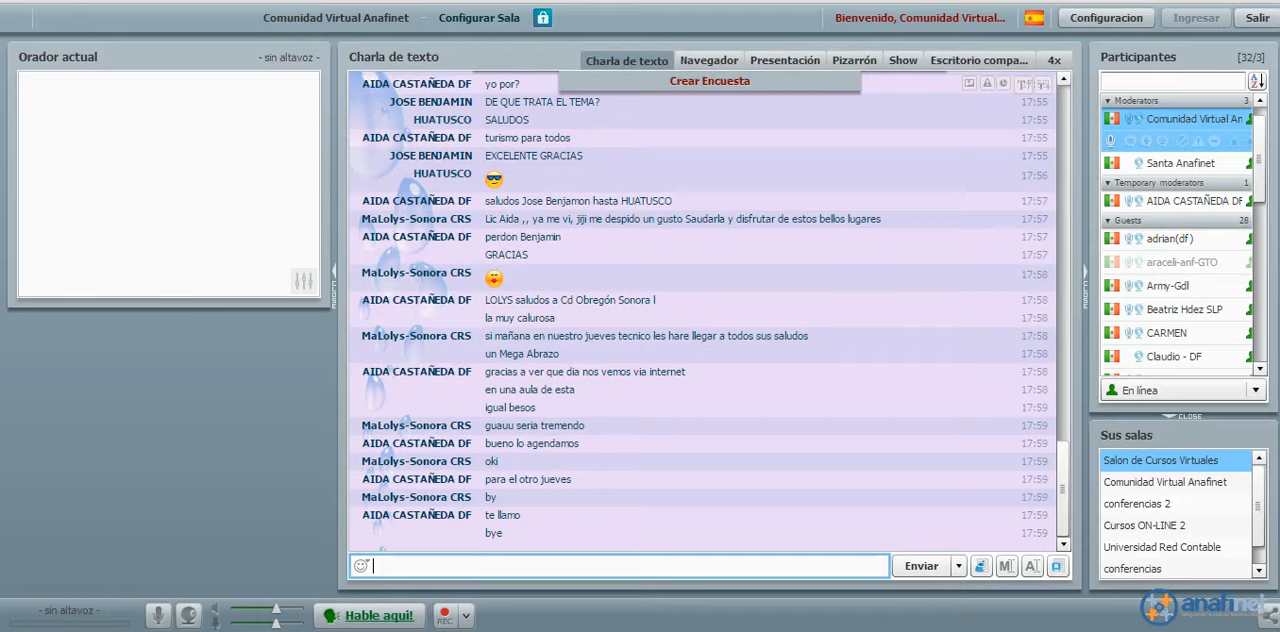 Comunidad Virtual Anafinet
Configurar Sala
Bienvenido, Comunidad Virtual...
Configuracion
Ingresar
Salir
Orador actual
- sin altavoz -
Charla de texto
Charla de texto
Navegador
Presentación
Pizarrón
Show
Escritorio compa...
4x
Crear Encuesta
AIDA CASTAÑEDA DF yo por?
JOSE BENJAMIN DE QUE TRATA EL TEMA? 17:55
HUATUSCO SALUDOS 17:55
AIDA CASTAÑEDA DF turismo para todos 17:55
JOSE BENJAMIN EXCELENTE GRACIAS 17:55
HUATUSCO 17:56
AIDA CASTAÑEDA DF saludos Jose Benjamon hasta HUATUSCO 17:57
MaLolys-Sonora CRS Lic Aida ,, ya me vi, jiji me despido un gusto Saudarla y disfrutar de estos bellos lugares 17:57
AIDA CASTAÑEDA DF perdon Benjamin 17:57
GRACIAS 17:57
MaLolys-Sonora CRS 17:58
AIDA CASTAÑEDA DF LOLYS saludos a Cd Obregón Sonora l 17:58
la muy calurosa 17:58
MaLolys-Sonora CRS si mañana en nuestro jueves tecnico les hare llegar a todos sus saludos 17:58
un Mega Abrazo 17:58
AIDA CASTAÑEDA DF gracias a ver que dia nos vemos via internet 17:58
en una aula de esta 17:58
igual besos 17:59
MaLolys-Sonora CRS guauu seria tremendo 17:59
AIDA CASTAÑEDA DF bueno lo agendamos 17:59
MaLolys-Sonora CRS oki 17:59
AIDA CASTAÑEDA DF para el otro jueves 17:59
MaLolys-Sonora CRS by 17:59
AIDA CASTAÑEDA DF te llamo 17:59
bye 17:59
Enviar
Participantes
[32/3]
Moderators 3
Comunidad Virtual An
Santa Anafinet
Temporary moderators 1
AIDA CASTAÑEDA DF
Guests 28
adrian(df)
araceli-anf-GTO
Army-Gdl
Beatriz Hdez SLP
CARMEN
Claudio - DF
En línea
CLOSE
Sus salas
Salon de Cursos Virtuales
Comunidad Virtual Anafinet
conferencias 2
Cursos ON-LINE 2
Universidad Red Contable
conferencias
- sin altavoz -
Hable aqui!
REC
anafinet